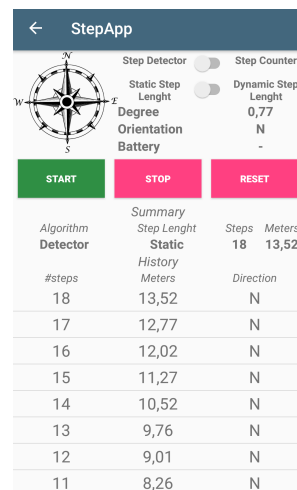 StepApp
N
W E
S
Step Detector Step Counter
Static Step Lenght Dynamic Step Lenght
Degree 0,77
Orientation N
Battery -
START STOP RESET
Summary
Algorithm Step Lenght Steps Meters
Detector Static 18 13,52
History
#steps Meters Direction
18 13,52 N
17 12,77 N
16 12,02 N
15 11,27 N
14 10,52 N
13 9,76 N
12 9,01 N
11 8,26 N